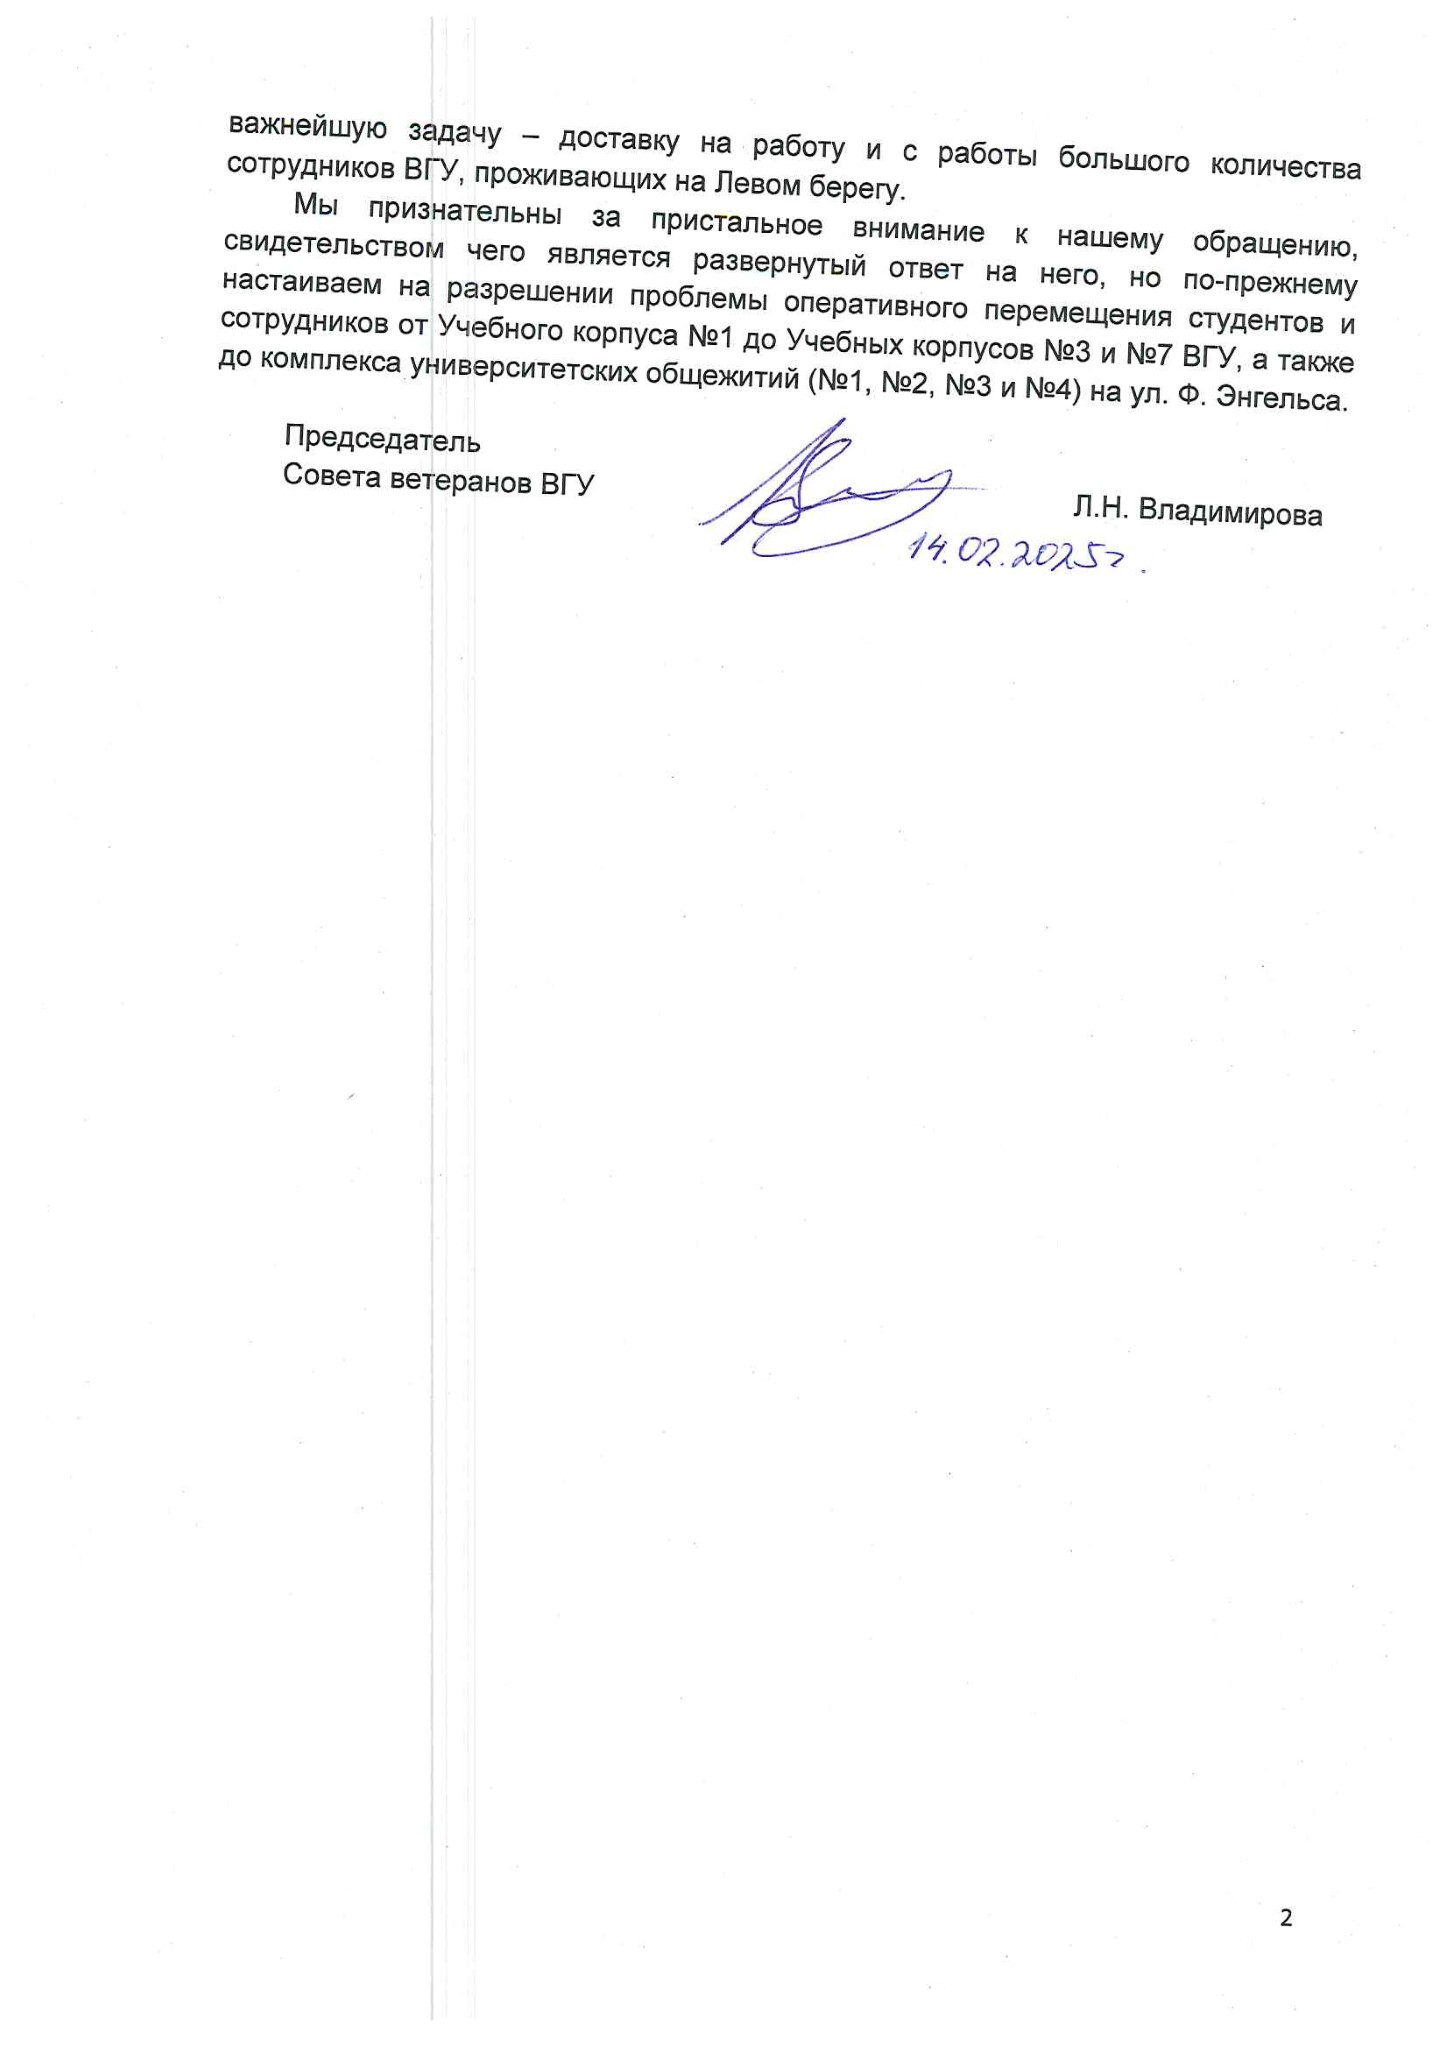 важнейшую задачу – доставку на работу и с работы большого количества
сотрудников ВГУ, проживающих на Левом берегу.
Мы признательны за пристальное внимание к нашему обращению,
свидетельством чего является развернутый ответ на него, но по-прежнему
настаиваем на разрешении проблемы оперативного перемещения студентов и
сотрудников от Учебного корпуса №1 до Учебных корпусов №3 и №7 ВГУ, а также
до комплекса университетских общежитий (№1, №2, №3 и №4) на ул. Ф. Энгельса.
Председатель
Совета ветеранов ВГУ
Л.Н. Владимирова
14.02.2025г.
2